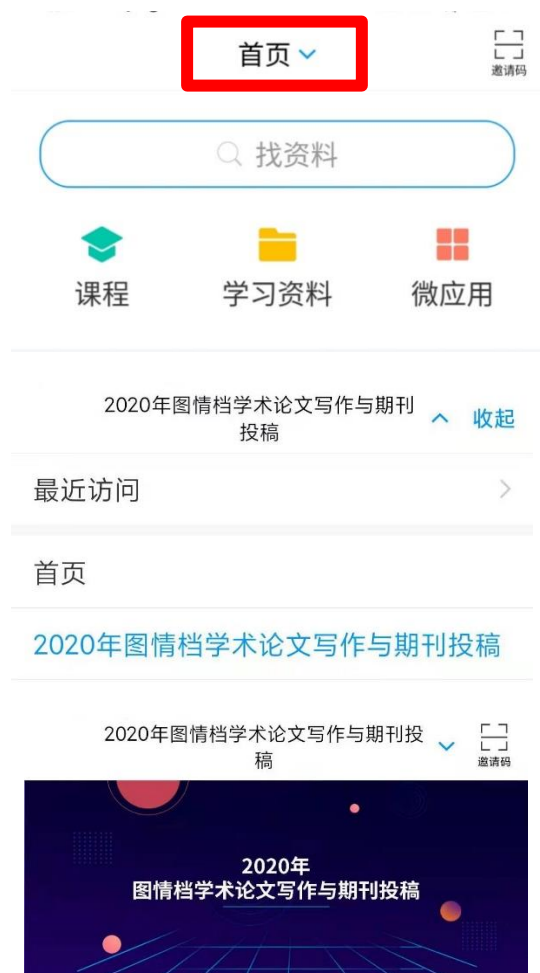 首页
邀请码
找资料
课程
学习资料
微应用
2020年图情档学术论文写作与期刊
投稿
收起
最近访问
首页
2020年图情档学术论文写作与期刊投稿
2020年图情档学术论文写作与期刊投
稿
邀请码
2020年
图情档学术论文写作与期刊投稿